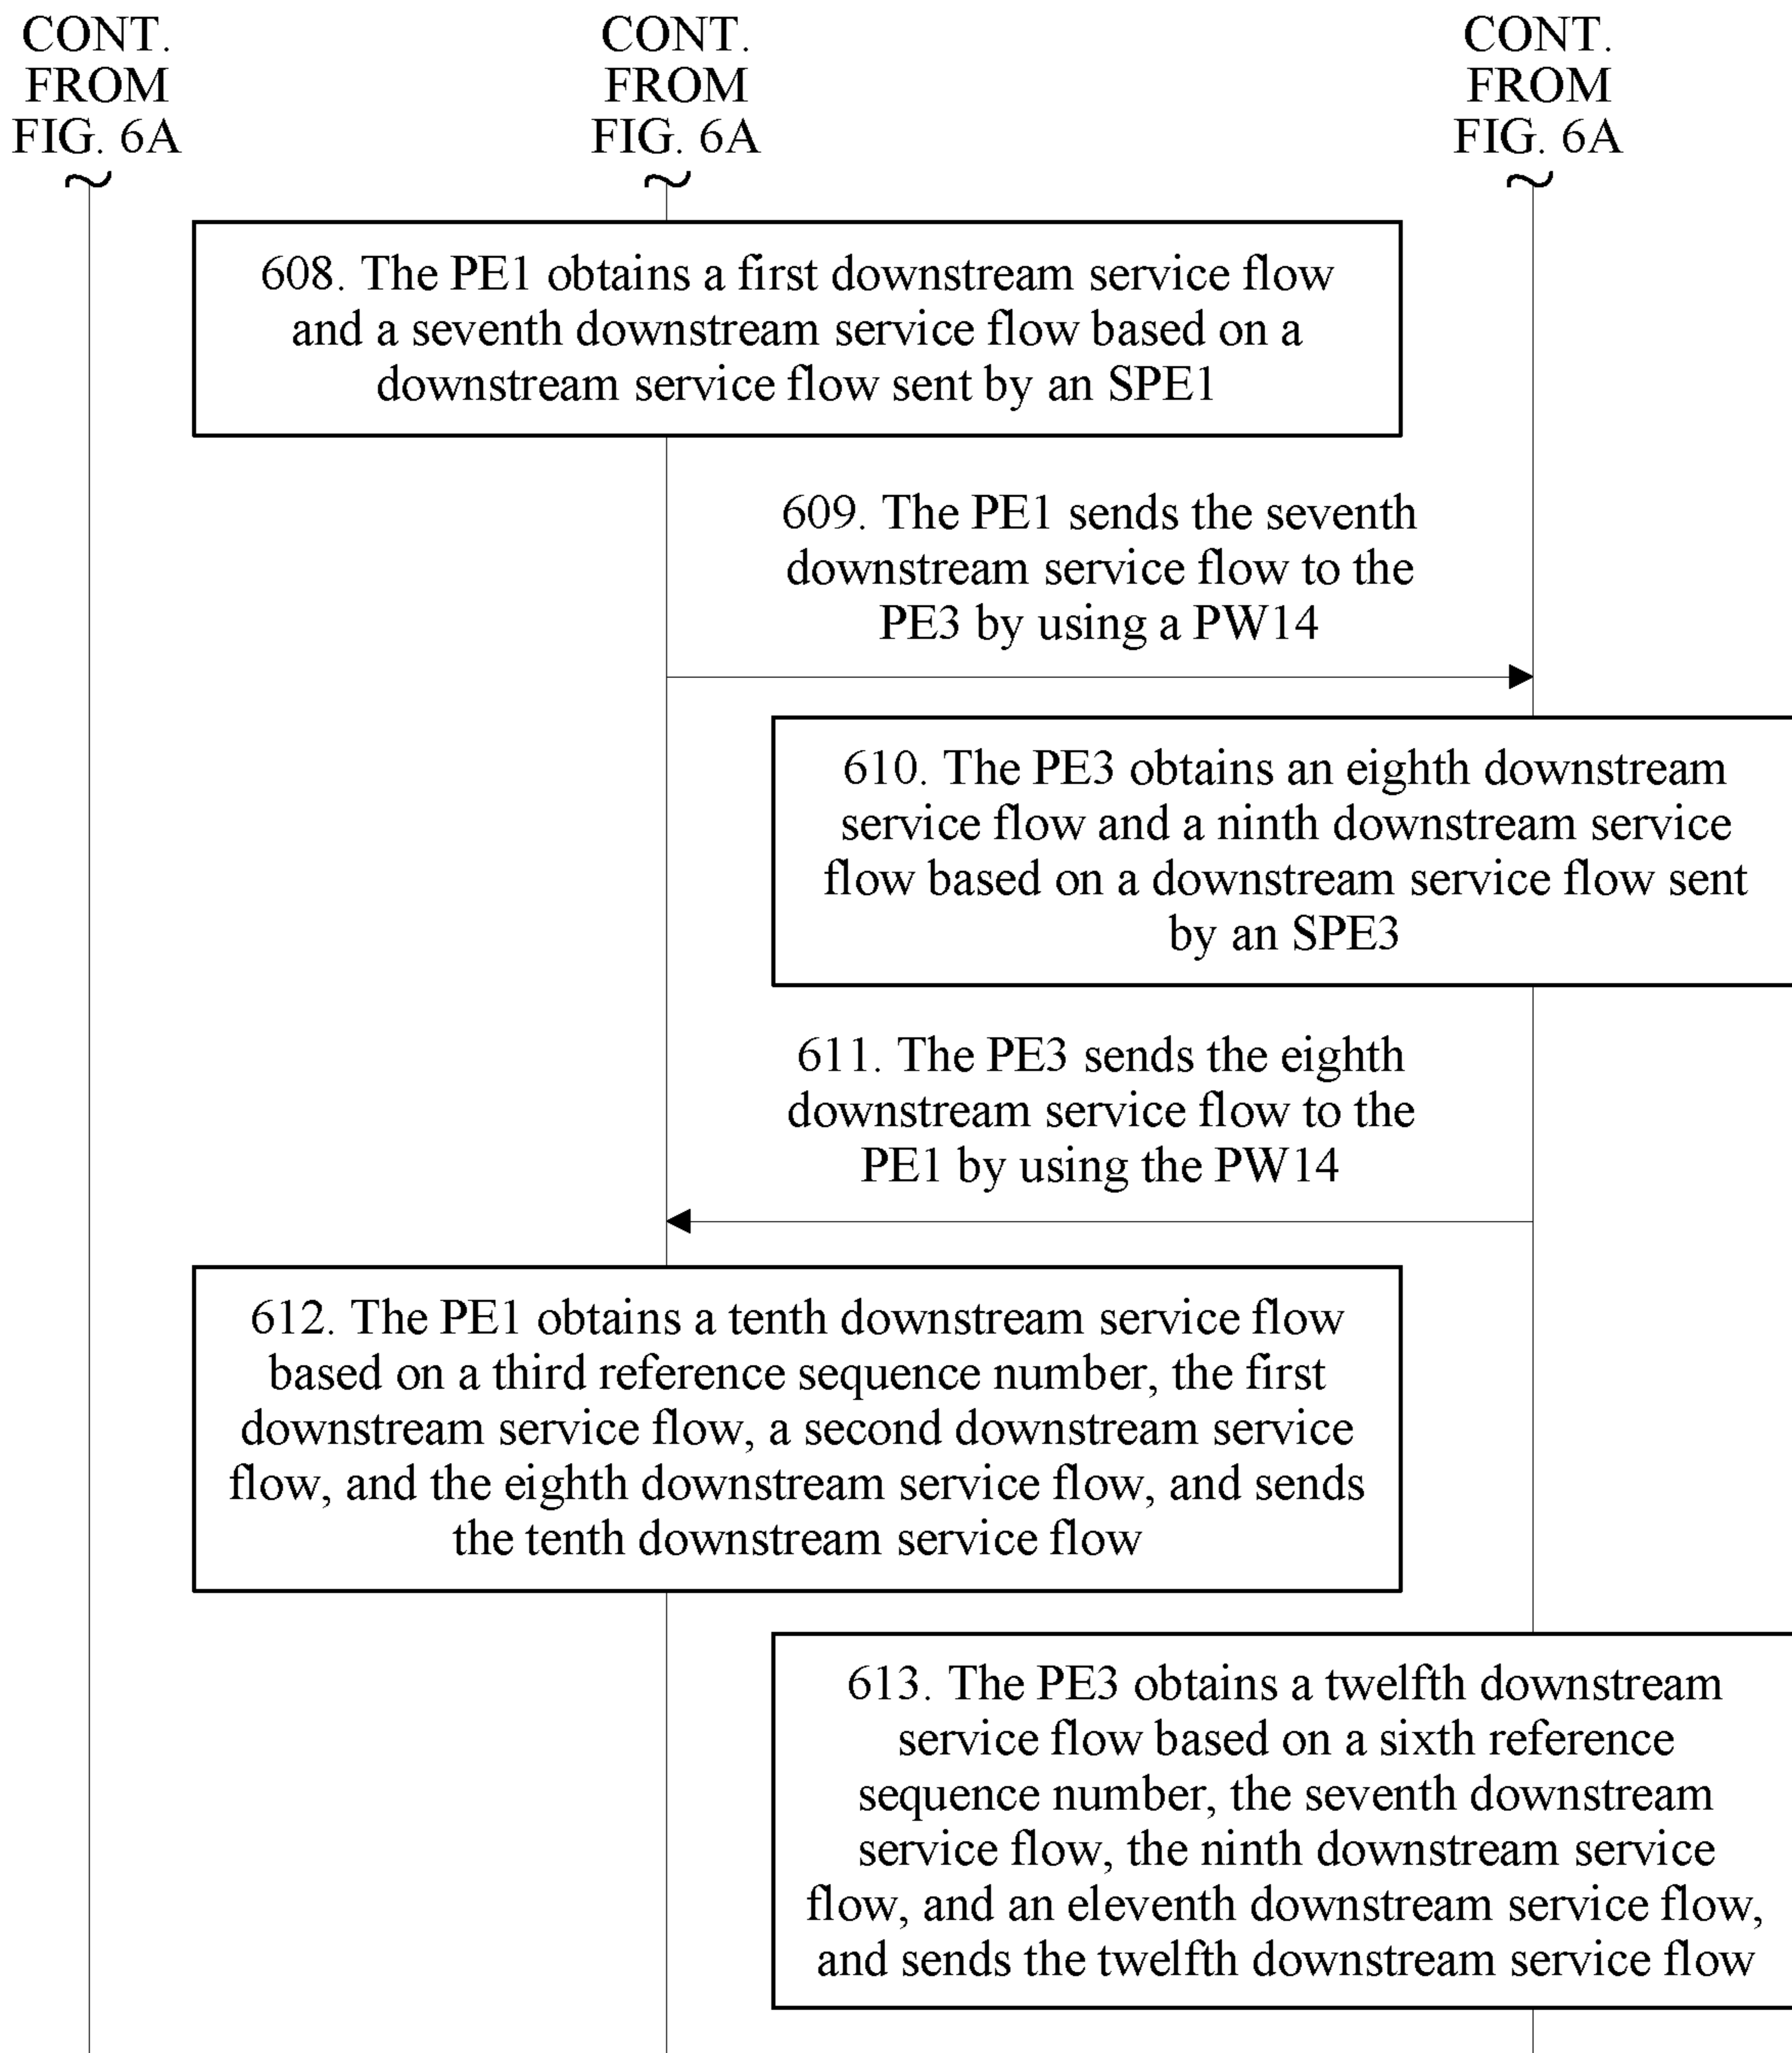 CONT.
FROM
FIG. 6A
CONT.
FROM
FIG. 6A
CONT.
FROM
FIG. 6A
608. The PE1 obtains a first downstream service flow
and a seventh downstream service flow based on a
downstream service flow sent by an SPE1
609. The PE1 sends the seventh
downstream service flow to the
PE3 by using a PW14
610. The PE3 obtains an eighth downstream
service flow and a ninth downstream service
flow based on a downstream service flow sent
by an SPE3
611. The PE3 sends the eighth
downstream service flow to the
PE1 by using the PW14
612. The PE1 obtains a tenth downstream service flow
based on a third reference sequence number, the first
downstream service flow, a second downstream service
flow, and the eighth downstream service flow, and sends
the tenth downstream service flow
613. The PE3 obtains a twelfth downstream
service flow based on a sixth reference
sequence number, the seventh downstream
service flow, the ninth downstream service
flow, and an eleventh downstream service flow,
and sends the twelfth downstream service flow